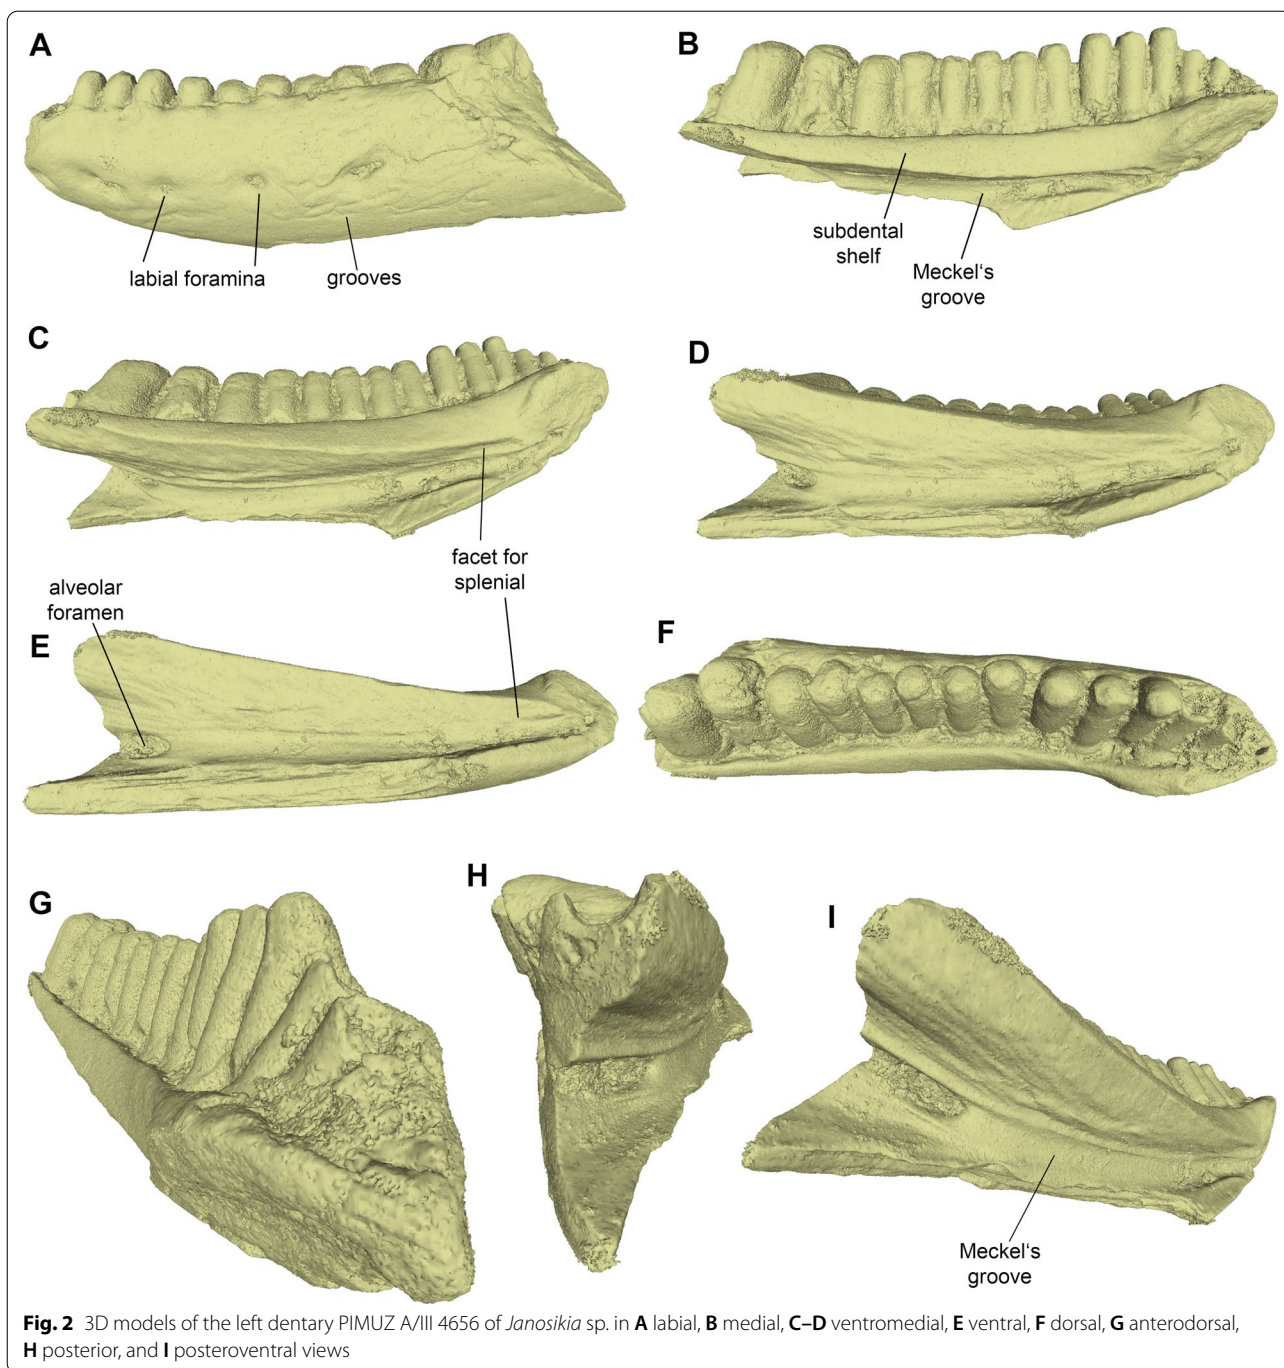 A
B
labial foramina
grooves
subdental
shelf
Meckel‘s
groove
C
D
facet for
splenial
alveolar
foramen
E
F
G
H
I
Meckel‘s
groove
Fig. 2 3D models of the left dentary PIMUZ A/III 4656 of Janosikia sp. in A labial, B medial, C–D ventromedial, E ventral, F dorsal, G anterodorsal,
H posterior, and I posteroventral views